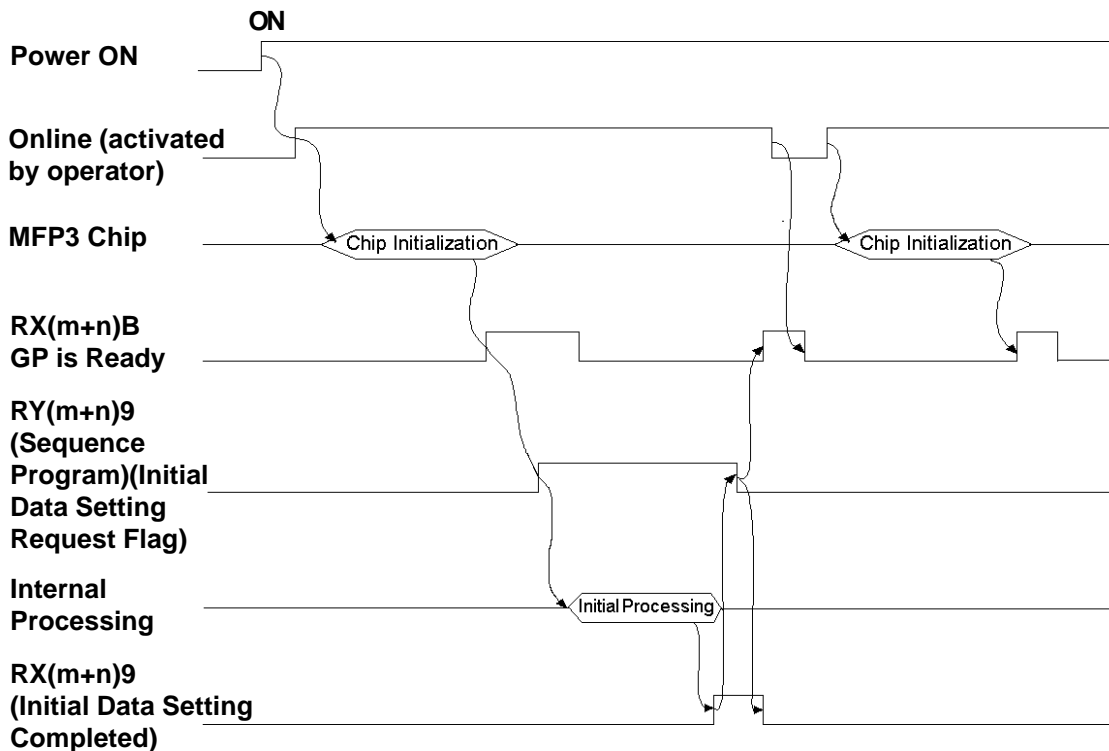 ON
Power ON
Online (activated
by operator)
MFP3 Chip
Chip Initialization
Chip Initialization
RX(m+n)B
GP is Ready
RY(m+n)9
(Sequence
Program)(Initial
Data Setting
Request Flag)
Internal
Processing
Initial Processing
RX(m+n)9
(Initial Data Setting
Completed)